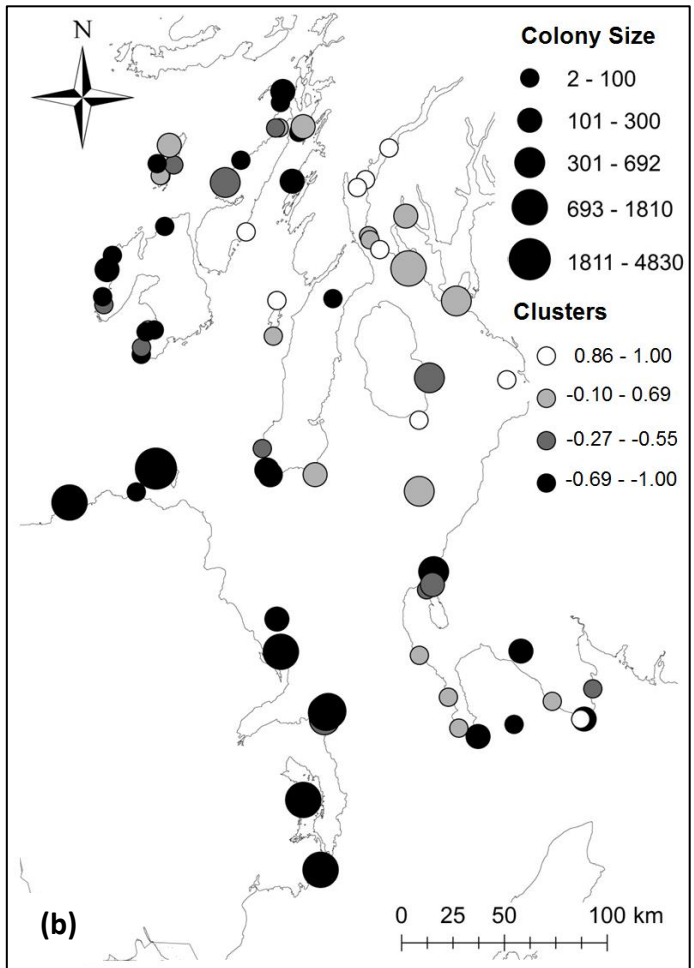 N
Colony Size
2 - 100
101 - 300
301 - 692
693 - 1810
1811 - 4830
Clusters
0.86 - 1.00
-0.10 - 0.69
-0.27 - -0.55
-0.69 - -1.00
(b)
0 25 50 100 km